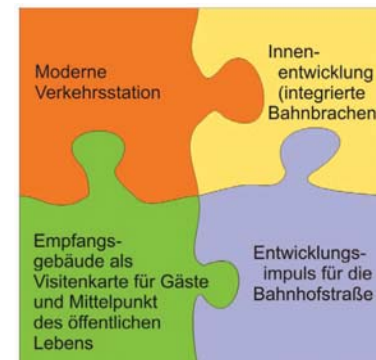 Moderne
Verkehrsstation
Innen-
entwicklung
(integrierte
Bahnbrachen
Empfangs-
gebäude als
Visitenkarte für Gäste
und Mittelpunkt
des öffentlichen
Lebens
Entwicklungs-
impuls für die
Bahnhofstraße